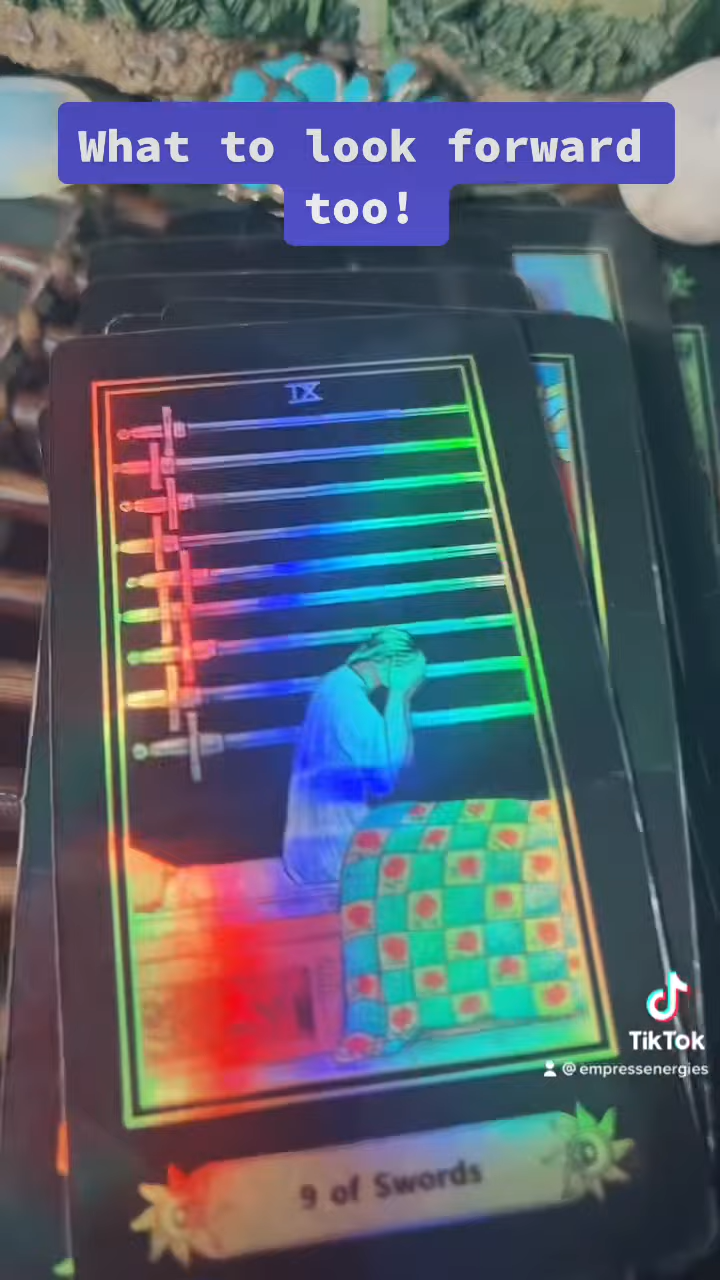 What to look forward
too!
IX
TikTok
@empressenergies
9 of Swords